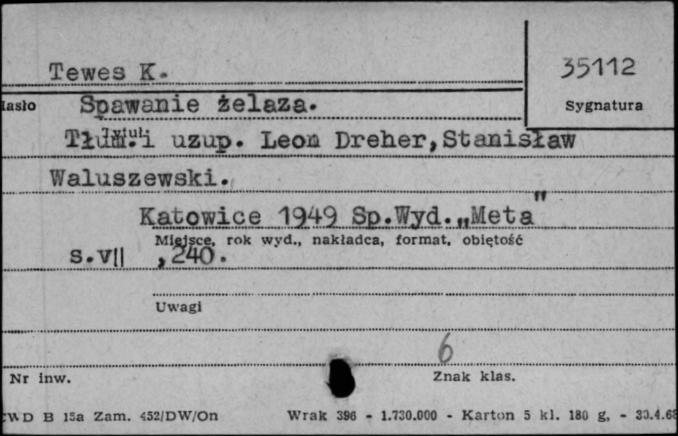 Tewes K.
35112
Hasło Spawanie żelaza.
Sygnatura
Tłum.i uzup. Leon Dreher,Stanisław
Waluszewski.
Katowice 1949 Sp.Wyd.„Meta"
Miejsce, rok wyd., nakładca, format, objętość
s.VII ,240.
Uwagi
6
Nr inw.
Znak klas.
CWD B 15a Zam. 452/DW/On Wrak 396 - 1.730.000 - Karton 5 kl. 180 g, - 30.4.68